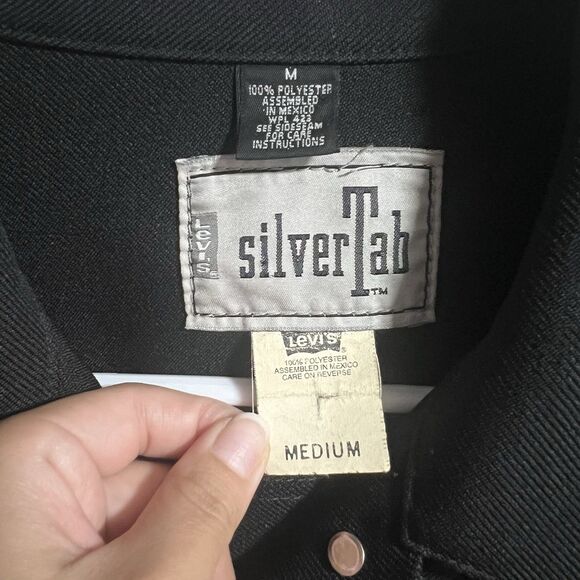 M
100% POLYESTER
ASSEMBLED
IN MEXICO
WPL 423
SEE SIDESEAM
FOR CARE
INSTRUCTIONS
LeVI'S
silverTab
TM
LeVI'S
®
100% POLYESTER
ASSEMBLED IN MEXICO
CARE ON REVERSE
MEDIUM